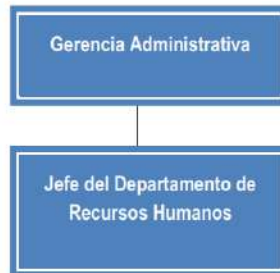 Gerencia Administrativa
Jefe del Departamento de
Recursos Humanos